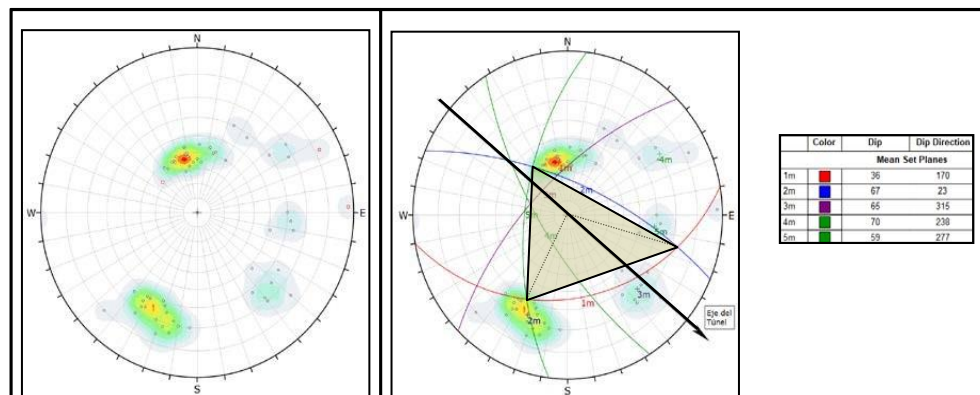 N
W
E
S
N
4m
1m
2m
W
E
5m
3m
1m
2m
S
Eje del
Túnel
Color Dip Dip Direction
Mean Set Planes
1m 36 170
2m 67 23
3m 65 315
4m 70 238
5m 59 277